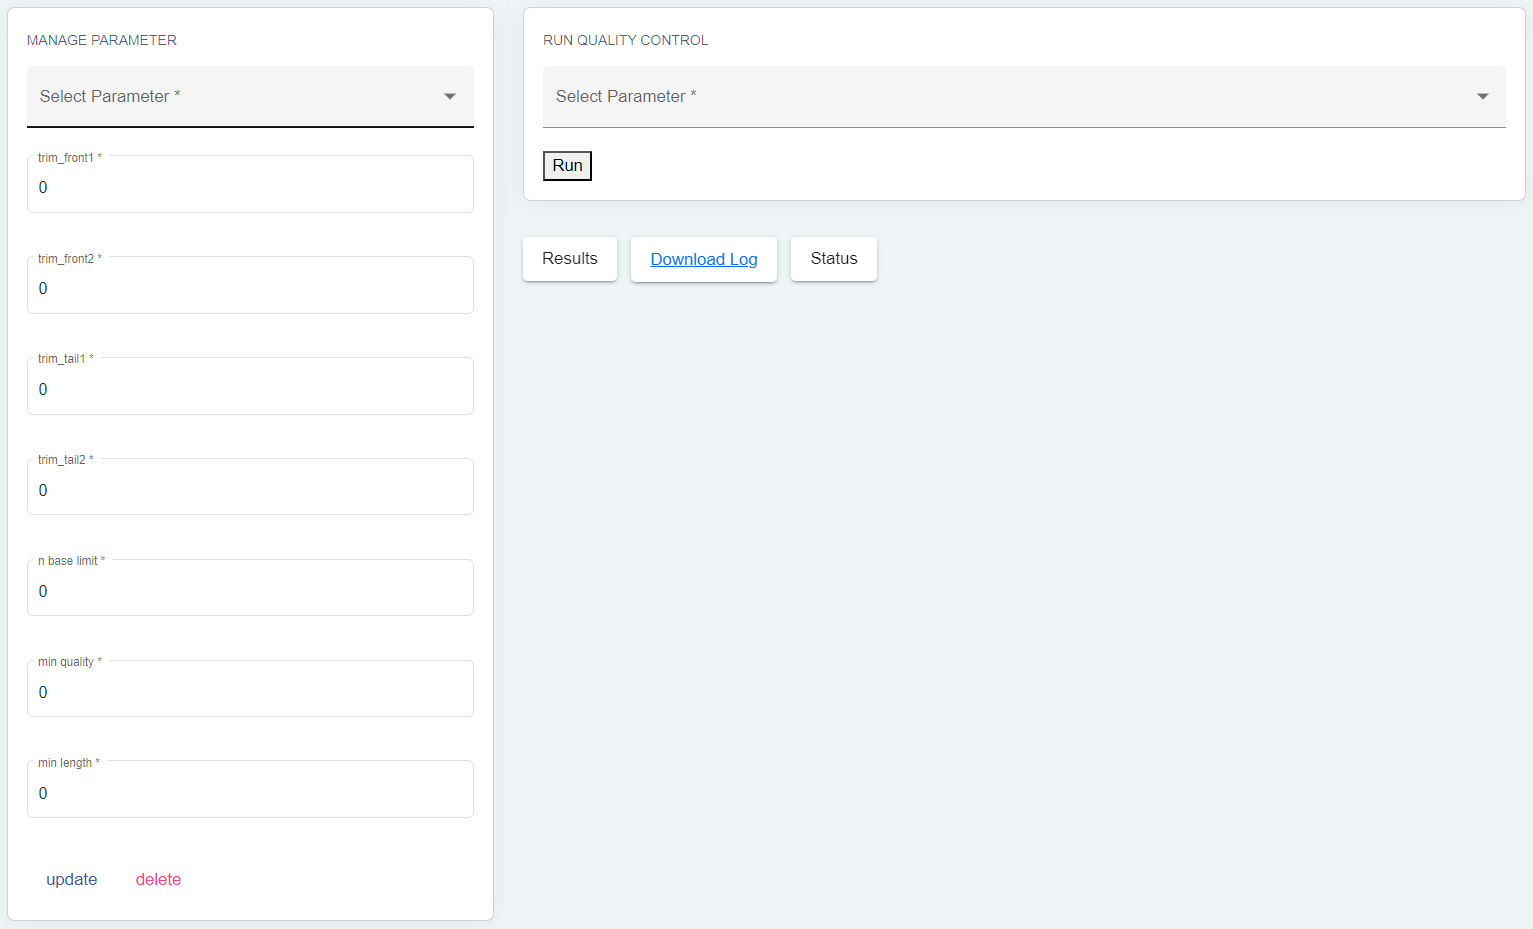 MANAGE PARAMETER
Select Parameter *
trim_front1 *
0
trim_front2 *
0
trim_tail1 *
0
trim_tail2 *
0
n base limit *
0
min quality *
0
min length *
0
update delete
RUN QUALITY CONTROL
Select Parameter *
Run
Results Download Log Status